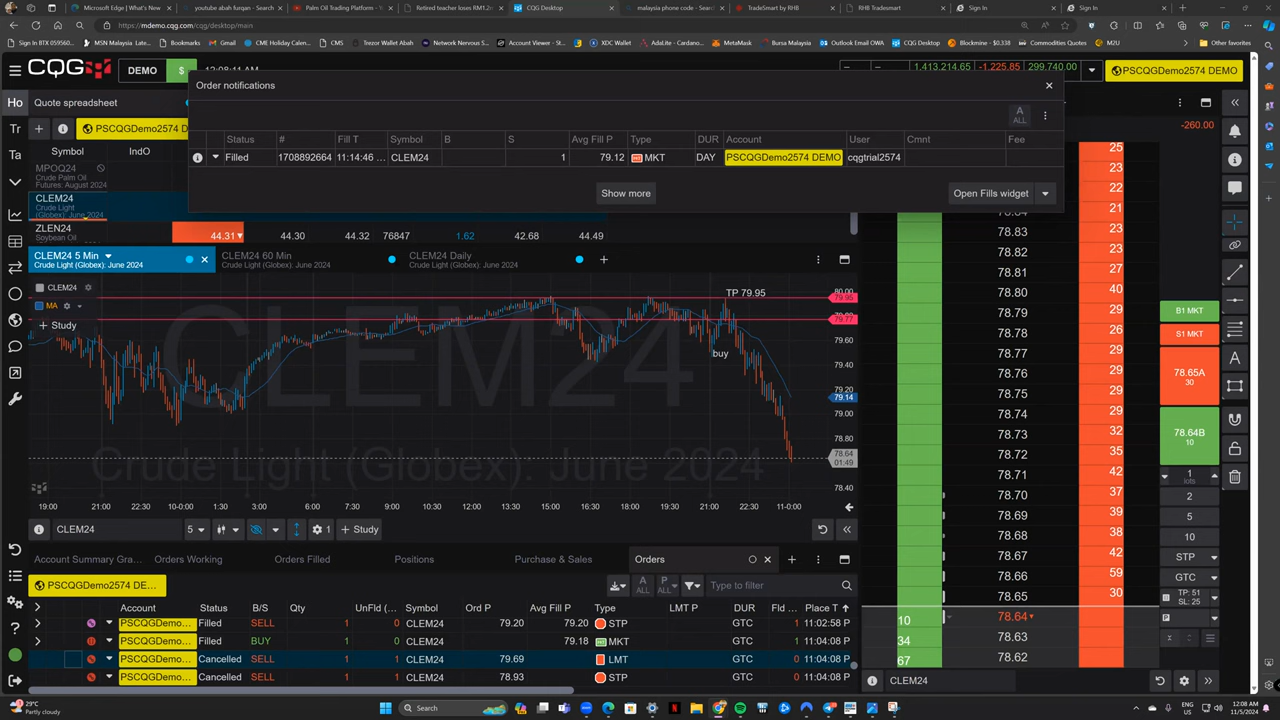 Microsoft Edge | What's New
youtube abah furqan - Search
Palm Oil Trading Platform - Y
Retired teacher loses RM1.2m
CQG Desktop
malaysia phone code - Search
TradeSmart by RHB
RHB Tradesmart
Sign In
Sign In
https://mdemo.cqg.com/cqg/desktop/main
Sign In BTX 059560...
MSN Malaysia Late...
Bookmarks
Gmail
CME Holiday Calen...
CMS
Trezor Wallet Abah
Network Nervous S...
Account Viewer - St...
XDC Wallet
AdaLite - Cardano...
MetaMask
Bursa Malaysia
Outlook Email OWA
CQG Desktop
Blockmine - $0.338
Commodities Quotes
M2U
Other favorites
CQG
DEMO
$
1,413,214.65
-1,225.85
299,740.00
PSCQGDemo2574 DEMO
Order notifications
Ho
Quote spreadsheet
-260.00
A
ALL
Tr
PSCQGDemo2574 D
Status
#
Fill T
Symbol
B
S
Avg Fill P
Type
DUR
Account
User
Cmnt
Fee
Ta
Symbol
IndO
Filled
1708892664
11:14:46 ...
CLEM24
1
79.12
MKT
DAY
PSCQGDemo2574 DEMO
cqgtrial2574
MPOQ24
Crude Palm Oil
Futures: August 2024
Show more
Open Fills widget
CLEM24
Crude Light
(Globex): June 2024
ZLEN24
Soybean Oil
44.31
44.30
44.32
76847
1.62
42.68
44.49
CLEM24 5 Min
Crude Light (Globex): June 2024
CLEM24 60 Min
Crude Light (Globex): June 2024
CLEM24 Daily
Crude Light (Globex): June 2024
CLEM24
MA
Study
TP 79.95
buy
CLEM24
Crude Light (Globex): June 2024
80.00
79.95
79.77
79.60
79.40
79.20
79.14
79.00
78.80
78.64
01:49
78.40
19:00
21:00
22:30
10-0:00
3:00
6:00
7:30
9:00
10:30
12:00
13:30
15:00
16:30
18:00
19:30
21:00
22:30
11-0:00
CLEM24
5
1
Study
25
23
22
21
78.83 23
78.82 23
78.81 27
78.80 40
78.79 29
78.78 26
78.77 29
78.76 29
78.75 29
78.74 29
78.73 32
78.72 35
78.71 42
78.70 37
78.69 39
78.68 38
78.67 42
78.66 59
78.65 30
10 78.64
34 78.63
67 78.62
B1 MKT
S1 MKT
78.65A
30
78.64B
10
1
lots
2
5
10
STP
GTC
TP: 51
SL: 25
P
CLEM24
Account Summary Gra...
Orders Working
Orders Filled
Positions
Purchase & Sales
Orders
PSCQGDemo2574 DE...
A
ALL
P
ALL
Type to filter
Account
Status
B/S
Qty
UnFld (...
Symbol
Ord P
Avg Fill P
Type
LMT P
DUR
Fld ...
Place T
PSCQGDemo... Filled SELL 1 0 CLEM24 79.20 79.20 STP GTC 1 11:02:58 P
PSCQGDemo... Filled BUY 1 0 CLEM24 79.18 MKT GTC 1 11:04:08 P
PSCQGDemo... Cancelled SELL 1 1 CLEM24 79.69 LMT GTC 0 11:04:08 P
PSCQGDemo... Cancelled SELL 1 1 CLEM24 78.93 STP GTC 0 11:04:08 P
29°C
Partly cloudy
Search
ENG
US
12:08 AM
11/5/2024